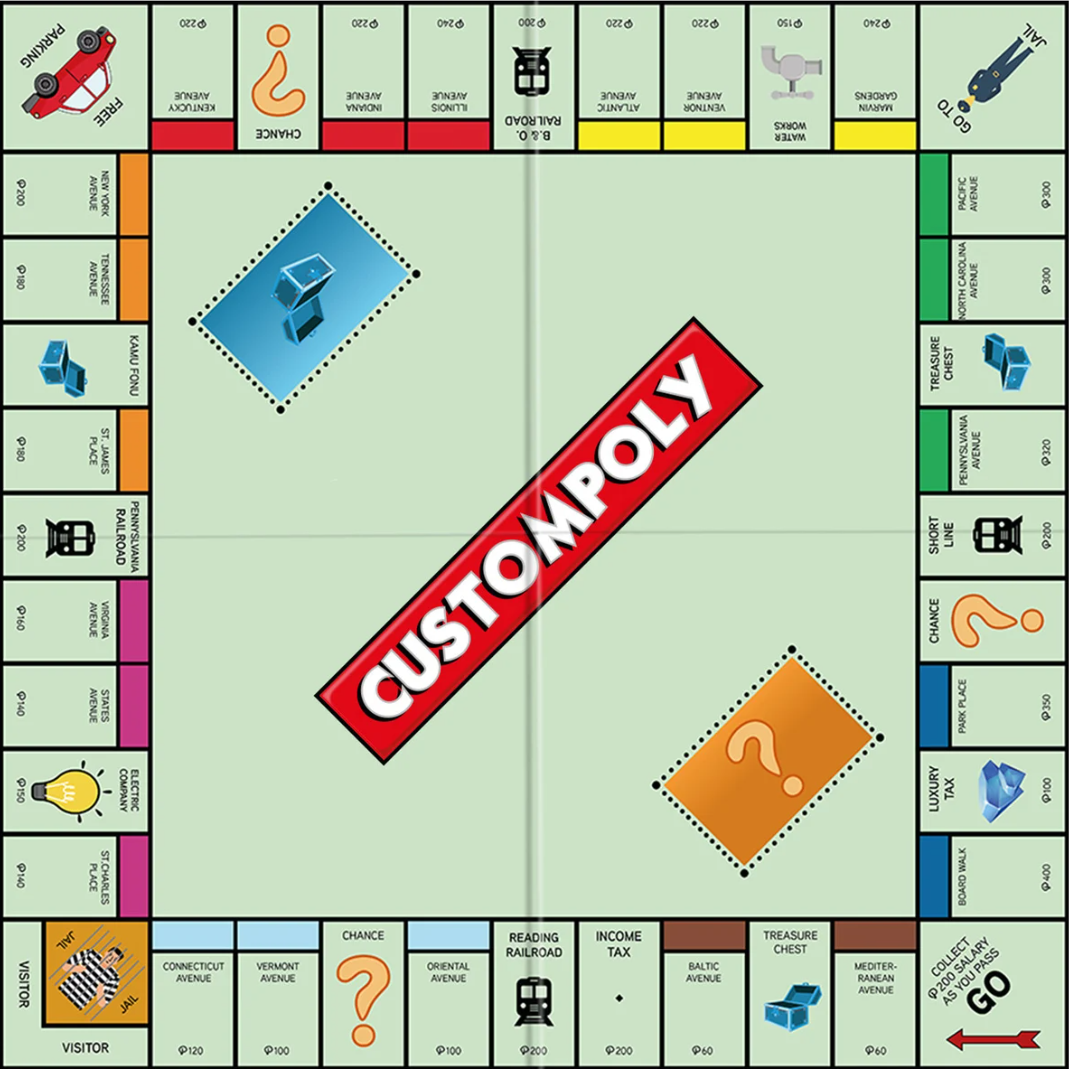 FREE
PARKING
KENTUCKY
AVENUE
₱220
CHANCE
INDIANA
AVENUE
₱220
ILLINOIS
AVENUE
₱240
B.&O.
RAILROAD
₱200
ATLANTIC
AVENUE
₱220
VENTNOR
AVENUE
₱220
WATER
WORKS
₱150
MARVIN
GARDENS
₱240
GO TO
JAIL
NEW YORK
AVENUE
₱200
TENNESSEE
AVENUE
₱180
KAMU FONU
ST. JAMES
PLACE
₱180
PENNSYLVANIA
RAILROAD
₱200
VIRGINIA
AVENUE
₱160
STATES
AVENUE
₱140
ELECTRIC
COMPANY
₱150
ST.CHARLES
PLACE
₱140
CUSTOMPOLY
PACIFIC
AVENUE
₱300
NORTH CAROLINA
AVENUE
₱300
TREASURE
CHEST
PENNYSLVANIA
AVENUE
₱320
SHORT
LINE
₱200
CHANCE
PARK PLACE
₱350
LUXURY
TAX
₱100
BOARD WALK
₱400
JAIL
JAIL
VISITOR
VISITOR
CONNECTICUT
AVENUE
₱120
VERMONT
AVENUE
₱100
CHANCE
ORIENTAL
AVENUE
₱100
READING
RAILROAD
₱200
INCOME
TAX
₱200
BALTIC
AVENUE
₱60
TREASURE
CHEST
MEDITER-
RANEAN
AVENUE
₱60
COLLECT
₱200 SALARY
AS YOU PASS
GO